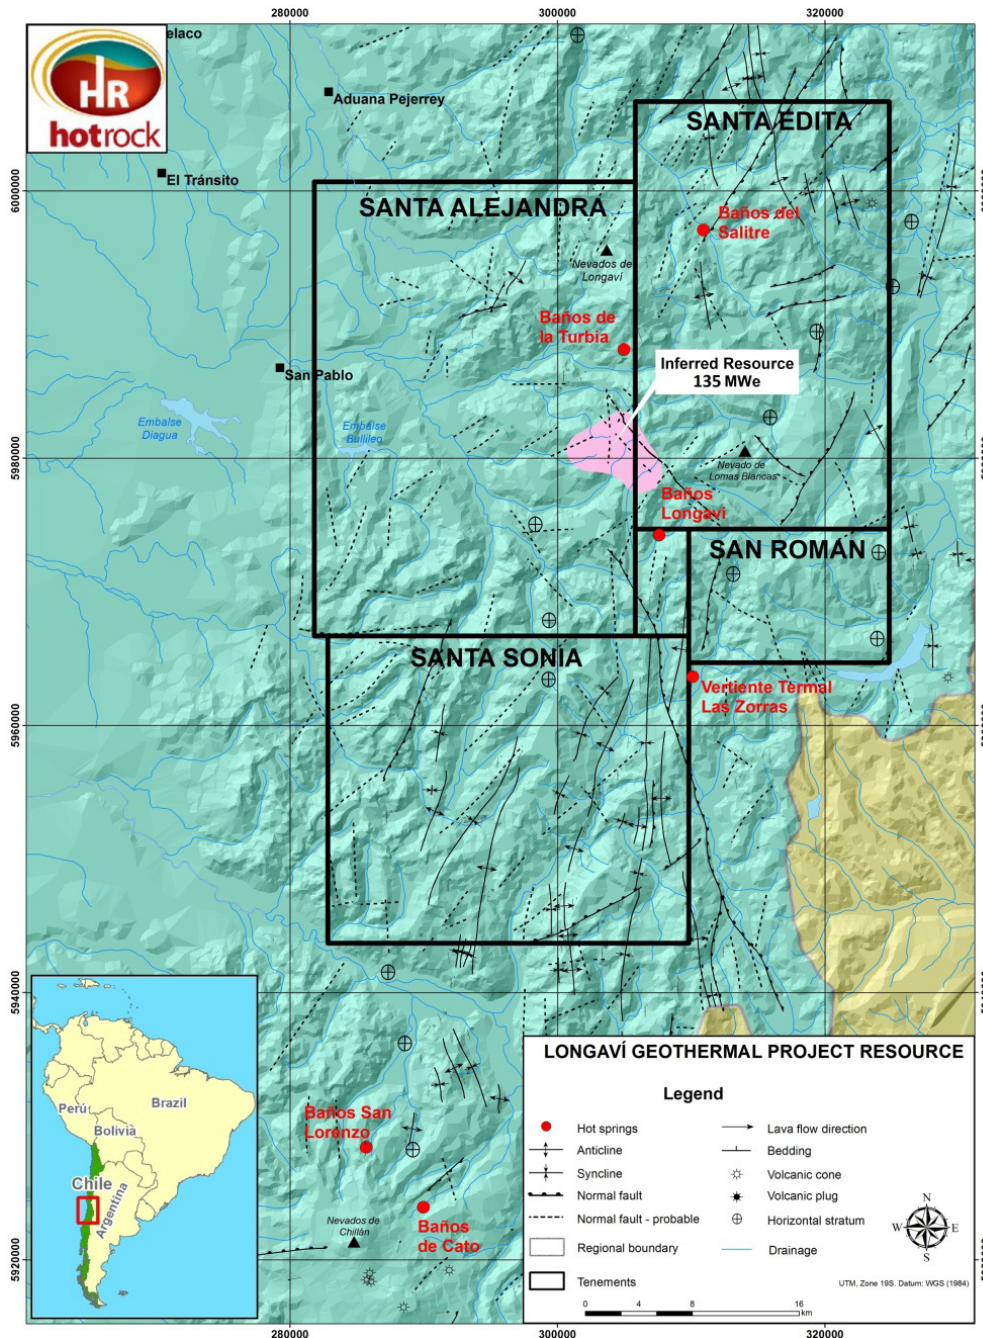 280000
300000
320000
HR
hotrock
elaco
Aduana Pejerrey
El Tránsito
6000000
SANTA EDITA
SANTA ALEJANDRA
Baños del
Salitre
Nevados de
Longaví
Baños de
la Turbia
Inferred Resource
135 MWe
San Pablo
Embalse
Diagua
Embalse
Bullileo
5980000
Nevado de
Lomas Blancas
Baños
Longaví
SAN ROMÁN
SANTA SONIA
Vertiente Termal
Las Zorras
5960000
5940000
Perú
Brazil
Bolivia
Chile
Argentina
Baños San
Lorenzo
Baños
de Cato
Nevados de
Chillán
5920000
LONGAVÍ GEOTHERMAL PROJECT RESOURCE
Legend
Hot springs
Anticline
Syncline
Normal fault
Normal fault - probable
Regional boundary
Tenements
Lava flow direction
Bedding
Volcanic cone
Volcanic plug
Horizontal stratum
Drainage
N
W
E
S
UTM, Zone 19S. Datum: WGS (1984)
0 4 8 16
km
280000
300000
320000